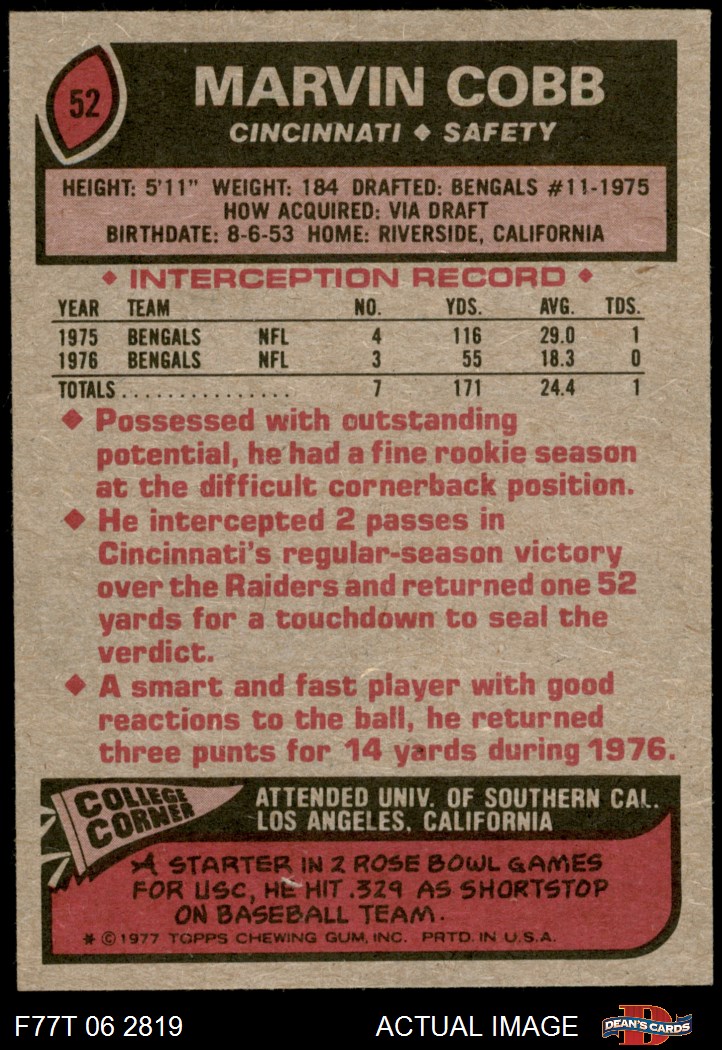 52
MARVIN COBB
CINCINNATI ♦ SAFETY
HEIGHT: 5'11" WEIGHT: 184 DRAFTED: BENGALS #11-1975
HOW ACQUIRED: VIA DRAFT
BIRTHDATE: 8-6-53 HOME: RIVERSIDE, CALIFORNIA
♦ INTERCEPTION RECORD ♦
YEAR TEAM NO. YDS. AVG. TDS.
1975 BENGALS NFL 4 116 29.0 1
1976 BENGALS NFL 3 55 18.3 0
TOTALS................ 7 171 24.4 1
♦ Possessed with outstanding
potential, he had a fine rookie season
at the difficult cornerback position.
♦ He intercepted 2 passes in
Cincinnati's regular-season victory
over the Raiders and returned one 52
yards for a touchdown to seal the
verdict.
♦ A smart and fast player with good
reactions to the ball, he returned
three punts for 14 yards during 1976.
COLLEGE
CORNER
ATTENDED UNIV. OF SOUTHERN CAL.
LOS ANGELES, CALIFORNIA
A STARTER IN 2 ROSE BOWL GAMES
FOR USC, HE HIT .329 AS SHORTSTOP
ON BASEBALL TEAM.
* © 1977 TOPPS CHEWING GUM, INC. PRTD. IN U.S.A.
F77T 06 2819 ACTUAL IMAGE
D
DEAN'S CARDS